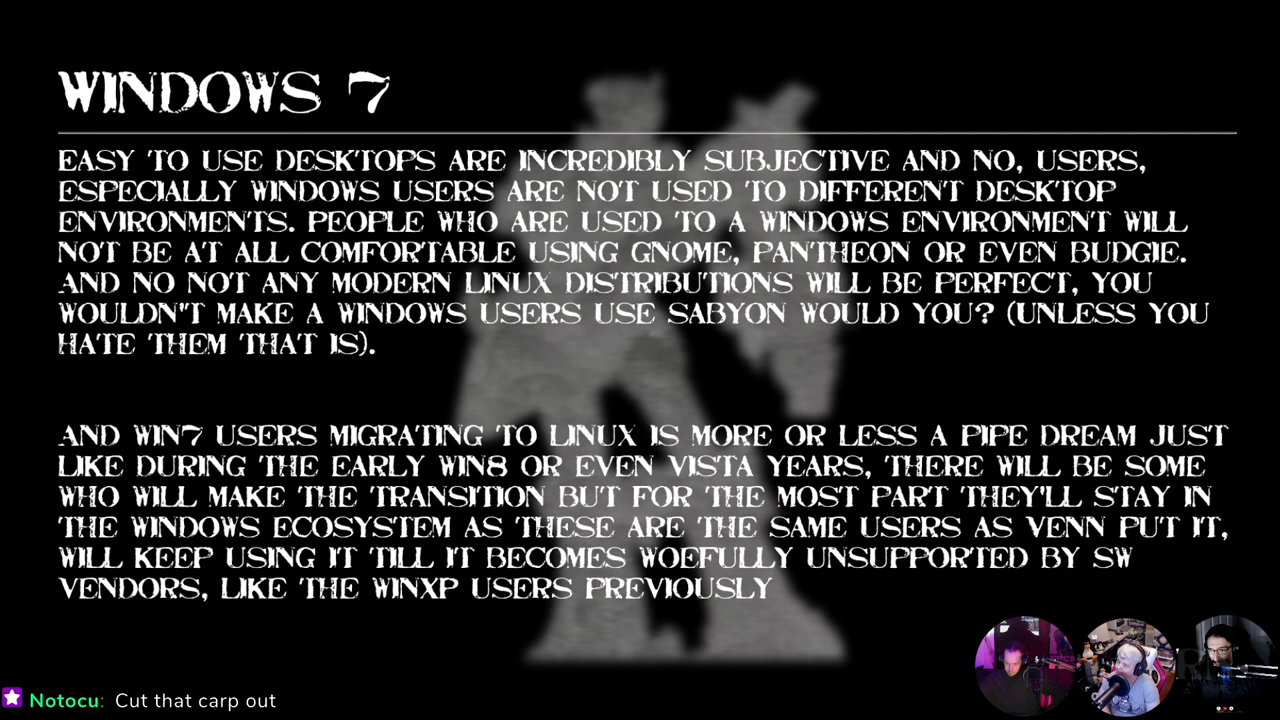 WINDOWS 7
EASY TO USE DESKTOPS ARE INCREDIBLY SUBJECTIVE AND NO, USERS,
ESPECIALLY WINDOWS USERS ARE NOT USED TO DIFFERENT DESKTOP
ENVIRONMENTS. PEOPLE WHO ARE USED TO A WINDOWS ENVIRONMENT WILL
NOT BE AT ALL COMFORTABLE USING GNOME, PANTHEON OR EVEN BUDGIE.
AND NO NOT ANY MODERN LINUX DISTRIBUTIONS WILL BE PERFECT, YOU
WOULDN'T MAKE A WINDOWS USERS USE SABYON WOULD YOU? (UNLESS YOU
HATE THEM THAT IS).
AND WIN7 USERS MIGRATING TO LINUX IS MORE OR LESS A PIPE DREAM JUST
LIKE DURING THE EARLY WIN8 OR EVEN VISTA YEARS, THERE WILL BE SOME
WHO WILL MAKE THE TRANSITION BUT FOR THE MOST PART THEY'LL STAY IN
THE WINDOWS ECOSYSTEM AS THESE ARE THE SAME USERS AS VENN PUT IT,
WILL KEEP USING IT TILL IT BECOMES WOEFULLY UNSUPPORTED BY SW
VENDORS, LIKE THE WINXP USERS PREVIOUSLY
Notocu: Cut that carp out